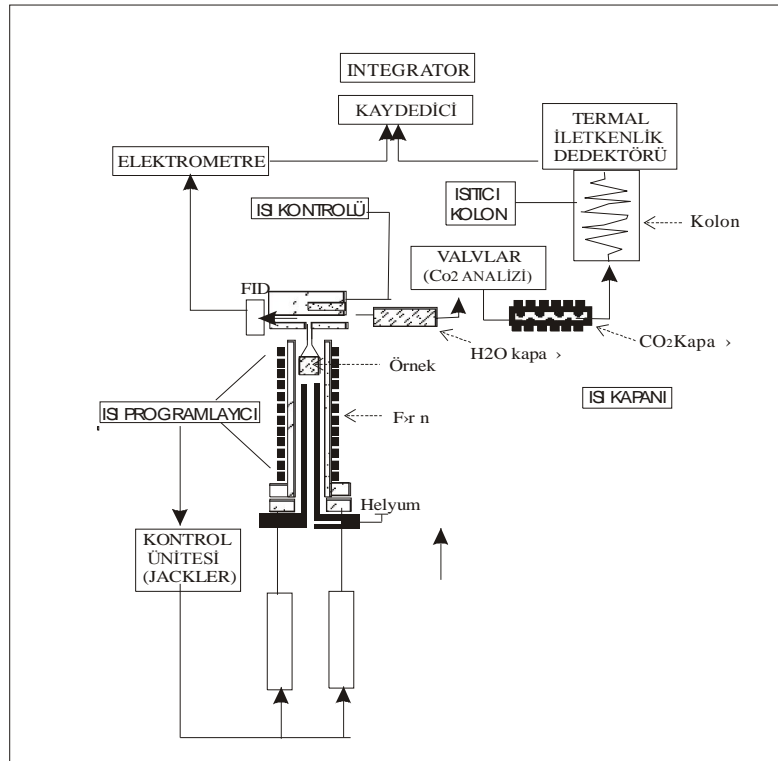 INTEGRATOR
KAYDEDİCİ
TERMAL
İLETKENLİK
DEDEKTÖRÜ
ELEKTROMETRE
ISITICI
KOLON
ISI KONTROLÜ
Kolon
VALVLAR
(Co2 ANALİZİ)
FID
H2O kapa ›
CO2Kapa ›
Örnek
ISI KAPANI
ISI PROGRAMLAYICI
F›r n
Helyum
KONTROL
ÜNİTESİ
(JACKLER)